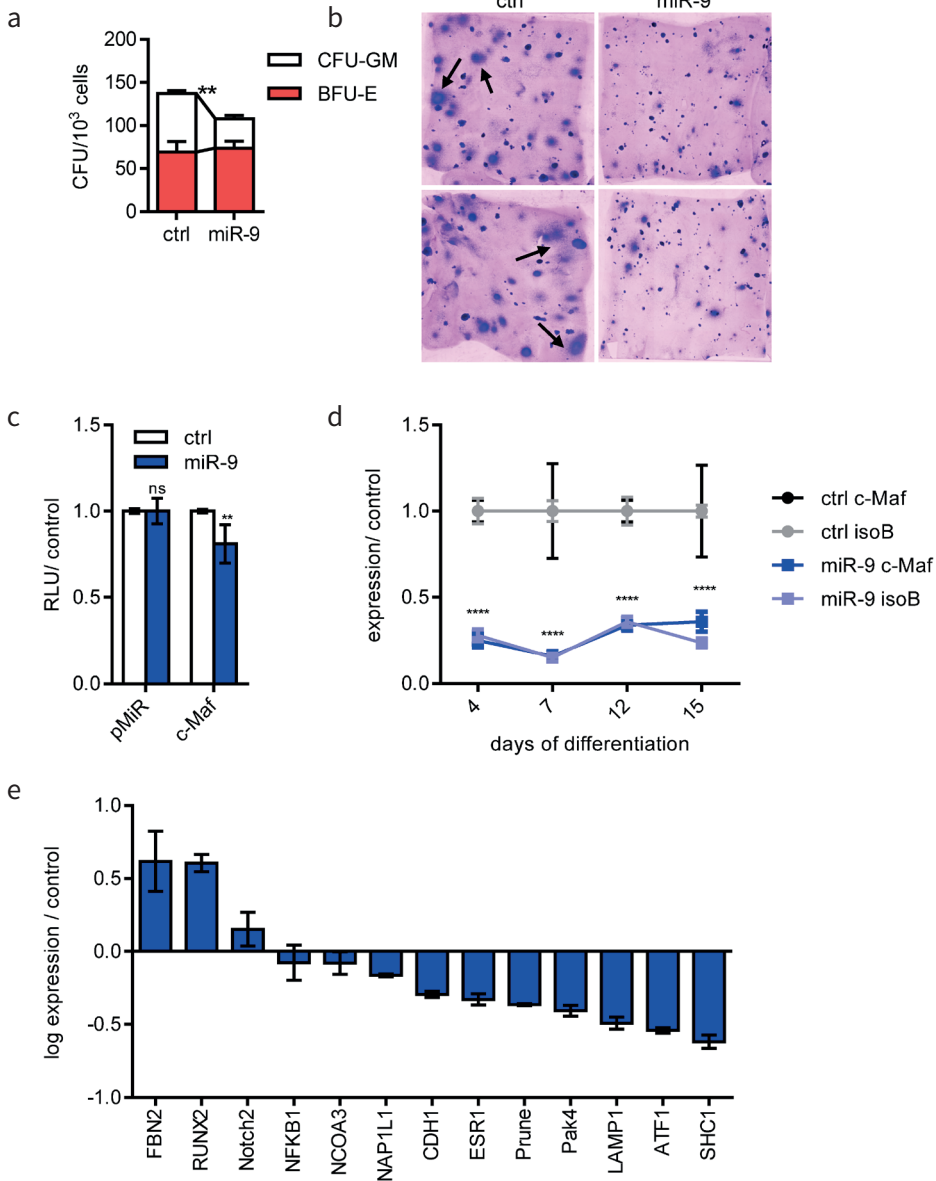 a
200
150
100
50
0
CFU/10³ cells
**
ctrl
miR-9
CFU-GM
BFU-E
b
ctrl
miR-9
c
1.5
1.0
0.5
0.0
RLU/ control
ctrl
miR-9
ns
**
pMiR
c-Maf
d
1.5
1.0
0.5
0.0
expression/ control
****
****
****
****
4
7
12
15
days of differentiation
ctrl c-Maf
ctrl isoB
miR-9 c-Maf
miR-9 isoB
e
1.0
0.5
0.0
-0.5
-1.0
log expression / control
FBN2
RUNX2
Notch2
NFKB1
NCOA3
NAP1L1
CDH1
ESR1
Prune
Pak4
LAMP1
ATF1
SHC1